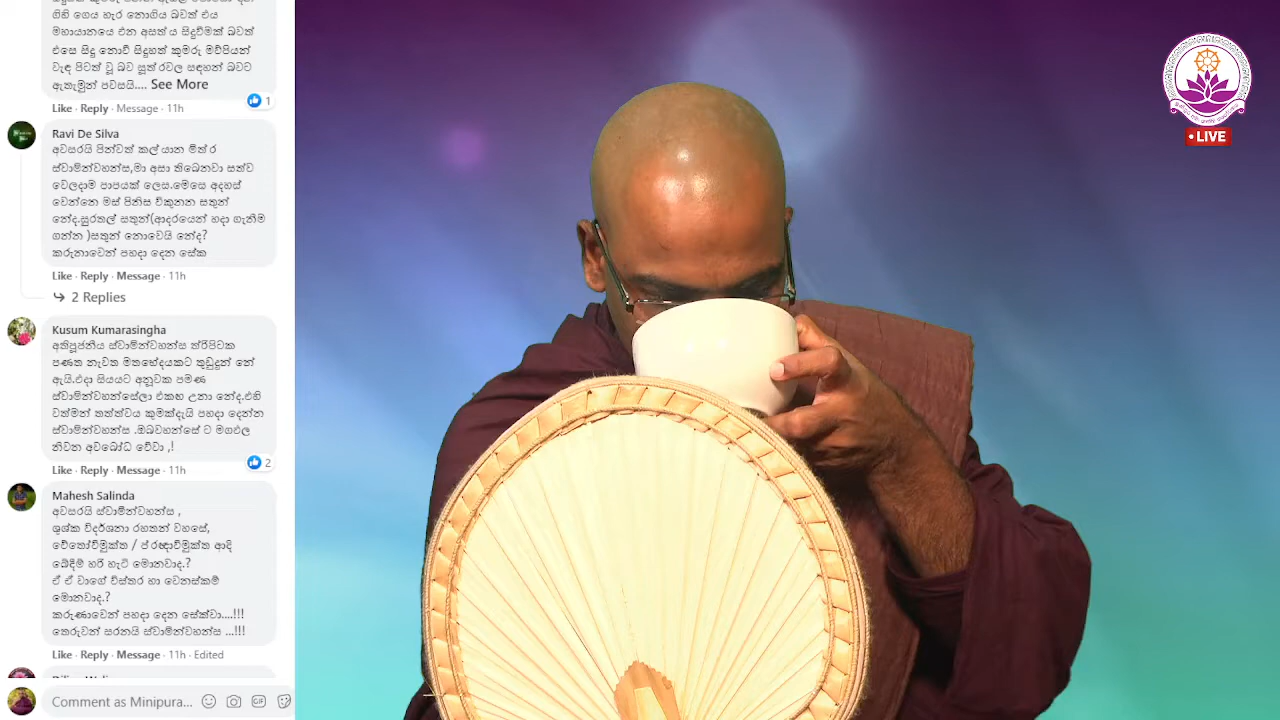 ගිහි ගෙය හැර නොගිය බවත් එය
මහායානයෙ එන අසත්‍ය සිදුවීමක් බවත්
එසෙ සිදු නොවී සිදුහත් කුමරු මව්පියන්
වැඳ පිටත් වූ බව සූත්‍රවල සඳහන් බවට
ඇතැමුන් පවසයි.... See More
Like · Reply · Message · 11h
1
Ravi De Silva
අවසරයි පින්වත් කල්‍යාන මිත්‍ර
ස්වාමින්වහන්ස,මා අසා තිබෙනවා සත්ව
වෙලදාම පාපයක් ලෙස.මෙසෙ අදහස්
වෙන්නෙ මස් පිනිස විකුනන සතුන්
නේද.සුරතල් සතුන්(ආදරයෙන් හදා ගැනීම
ගන්න )සතුන් නොවෙයි නේද?
කරුනාවෙන් පහදා දෙන සේක
Like · Reply · Message · 11h
2 Replies
Kusum Kumarasingha
අතිපූජනීය ස්වාමින්වහන්ස ත්රිපිටක
පණත නැවත මතභේදයකට තුඩුදුන් නේ
ඇයි.එදා සියයට අනූවක පමණ
ස්වාමින්වහන්සේලා එකඟ උනා නේද.එහි
වත්මන් තත්ත්වය කුමක්දැයි පහදා දෙන්න
ස්වාමින්වහන්ස .ඔබවහන්සේ ට මගඵල
නිවන අවබෝධ වේවා ,!
Like · Reply · Message · 11h
2
Mahesh Salinda
අවසරයි ස්වාමීන්වහන්ස ,
ශුශ්ක විදර්ශනා රහතන් වහසේ,
චේතෝවිමුක්ත / ප්‍රඥාවිමුක්ත ආදි
බෙදීම් හරි හැටි මොනවාද.?
ඒ ඒ වාගේ විස්තර හා වෙනස්කම්
මොනවාද.?
කරුණාවෙන් පහදා දෙන සේක්වා....!!!
තෙරුවන් සරනයි ස්වාමීන්වහන්ස ...!!!
Like · Reply · Message · 11h · Edited
Comment as Minipura...
GIF
LIVE